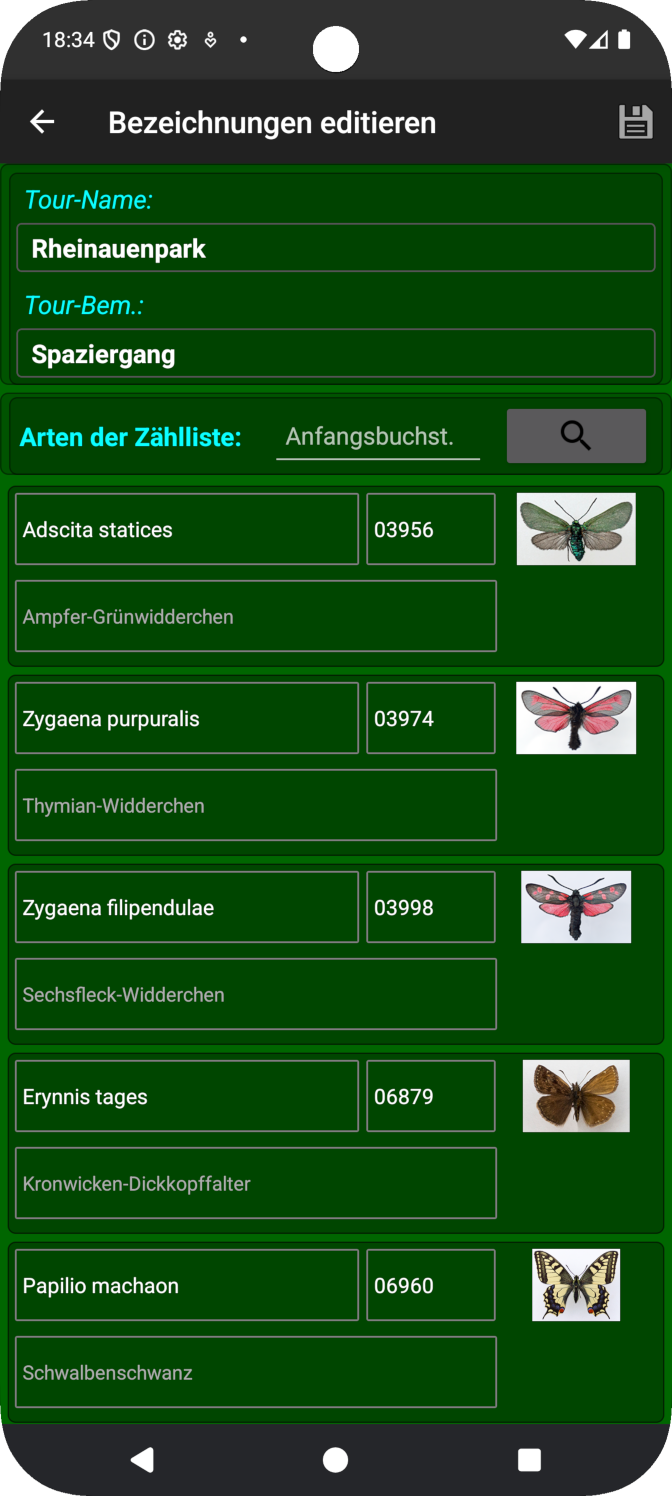 18:34
Bezeichnungen editieren
Tour-Name:
Rheinauenpark
Tour-Bem.:
Spaziergang
Arten der Zählliste: Anfangsbuchst.
Adscita statices 03956
Ampfer-Grünwidderchen
Zygaena purpuralis 03974
Thymian-Widderchen
Zygaena filipendulae 03998
Sechsfleck-Widderchen
Erynnis tages 06879
Kronwicken-Dickkopffalter
Papilio machaon 06960
Schwalbenschwanz